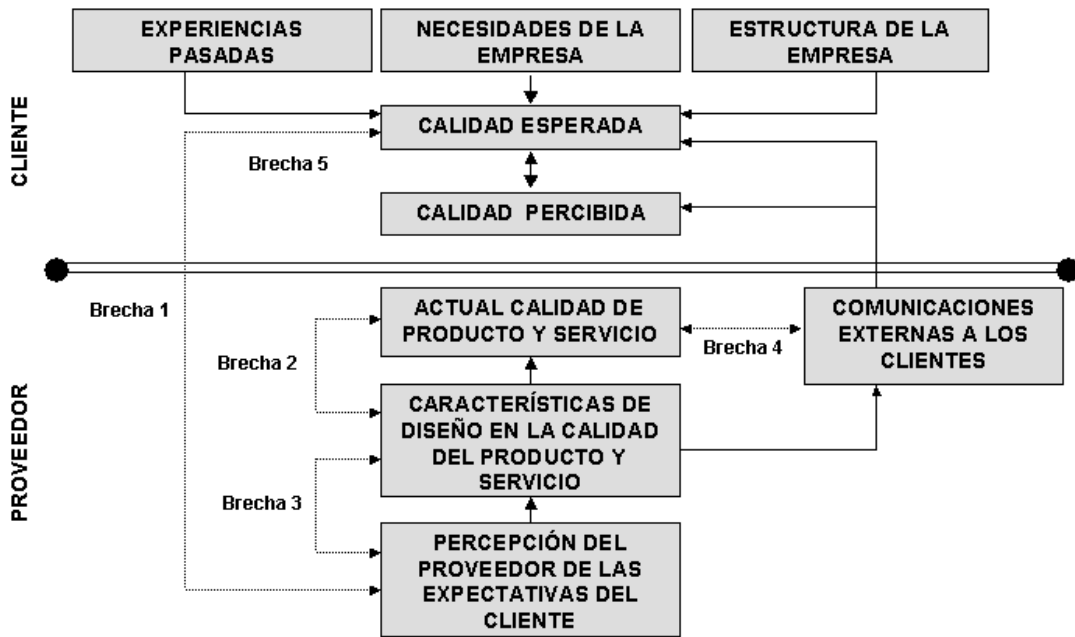 EXPERIENCIAS
PASADAS
NECESIDADES DE LA
EMPRESA
ESTRUCTURA DE LA
EMPRESA
CLIENTE
CALIDAD ESPERADA
Brecha 5
CALIDAD PERCIBIDA
Brecha 1
ACTUAL CALIDAD DE
PRODUCTO Y SERVICIO
COMUNICACIONES
EXTERNAS A LOS
CLIENTES
Brecha 4
Brecha 2
PROVEEDOR
CARACTERÍSTICAS DE
DISEÑO EN LA CALIDAD
DEL PRODUCTO Y
SERVICIO
Brecha 3
PERCEPCIÓN DEL
PROVEEDOR DE LAS
EXPECTATIVAS DEL
CLIENTE